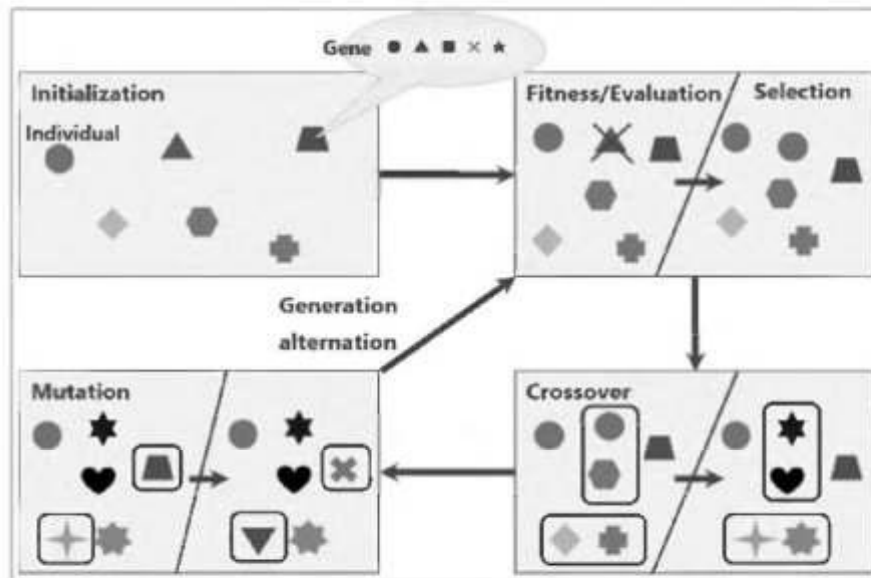 Gene
Initialization
Individual
Fitness/Evaluation
Selection
Generation
alternation
Mutation
Crossover